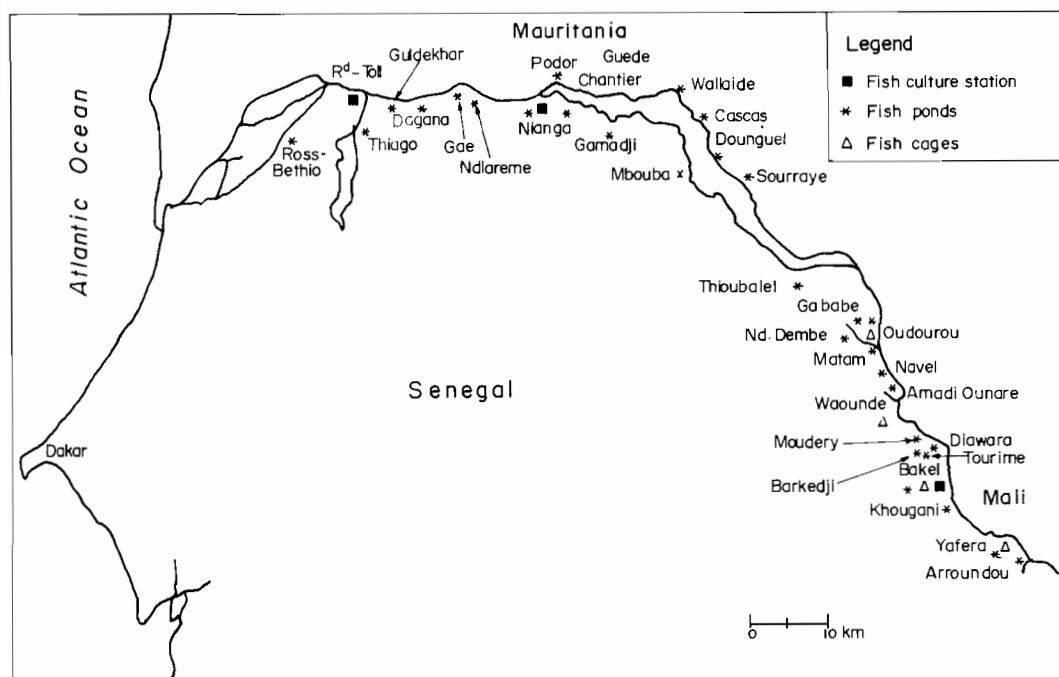 Mauritania
Guldekhar
Rd-Toll
Podor
Guede
Chantier
Wallaide
Cascas
Dounguel
Sourraye
Mbouba
Gamadji
Nianga
Ndlareme
Gae
Dagana
Thiago
Ross-
Bethio
Atlantic Ocean
Legend
Fish culture station
Fish ponds
Fish cages
Thioubalel
Gababe
Nd. Dembe
Oudourou
Matam
Navel
Amadi Ounare
Waounde
Senegal
Dakar
Moudery
Diawara
Tourime
Barkedji
Bakel
Mali
Khougani
Yafera
Arroundou
0 10 km